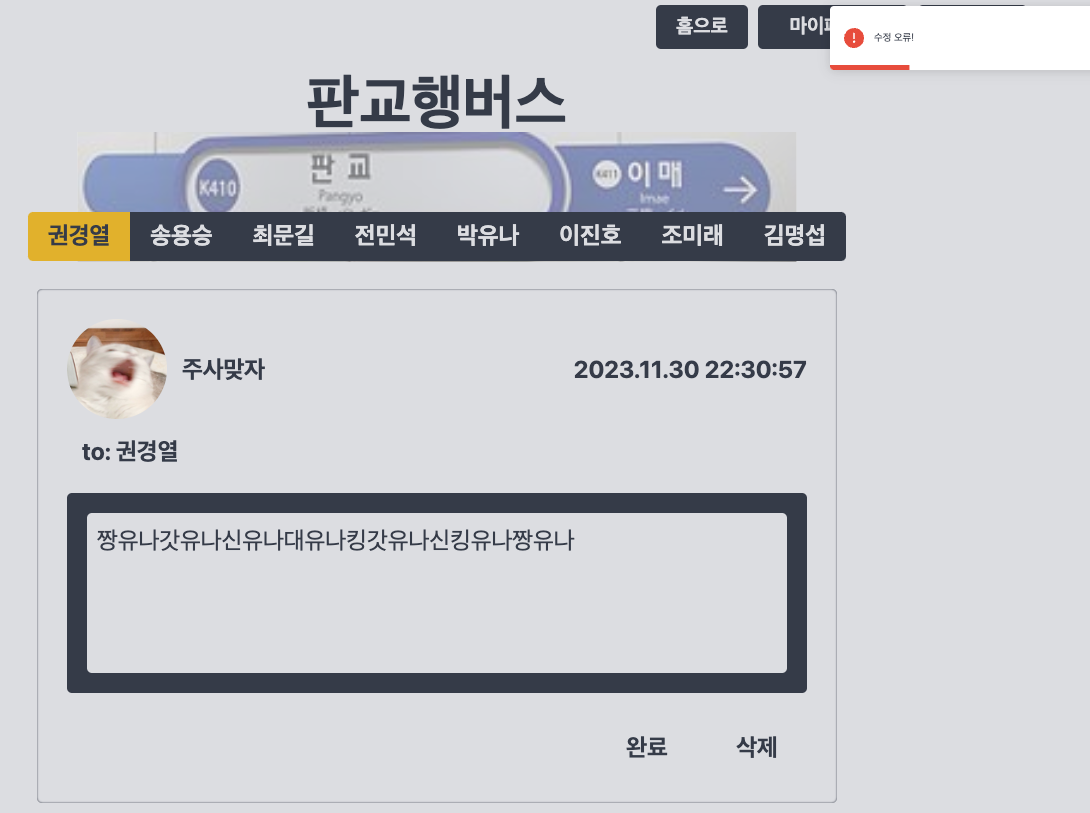 홈으로
수정 오류!
판교행버스
K410
판 교
Pangyo
K411
이 매
Imae
권경열 송용승 최문길 전민석 박유나 이진호 조미래 김명섭
주사맞자
2023.11.30 22:30:57
to: 권경열
짱유나갓유나신유나대유나킹갓유나신킹유나짱유나
완료 삭제